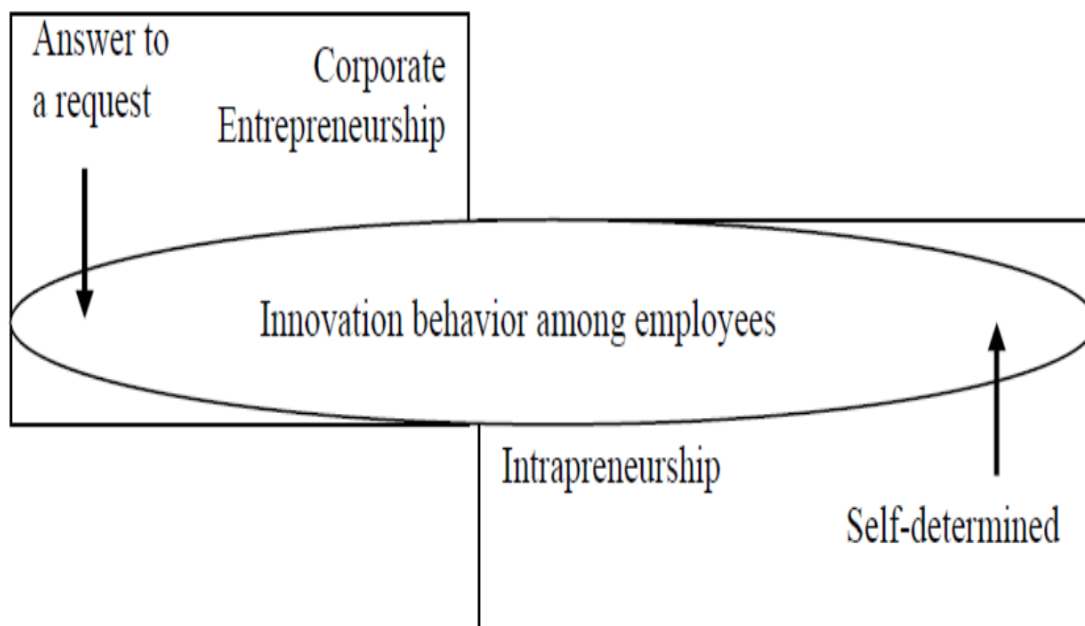 Answer to
a request
Corporate
Entrepreneurship
Innovation behavior among employees
Intrapreneurship
Self-determined